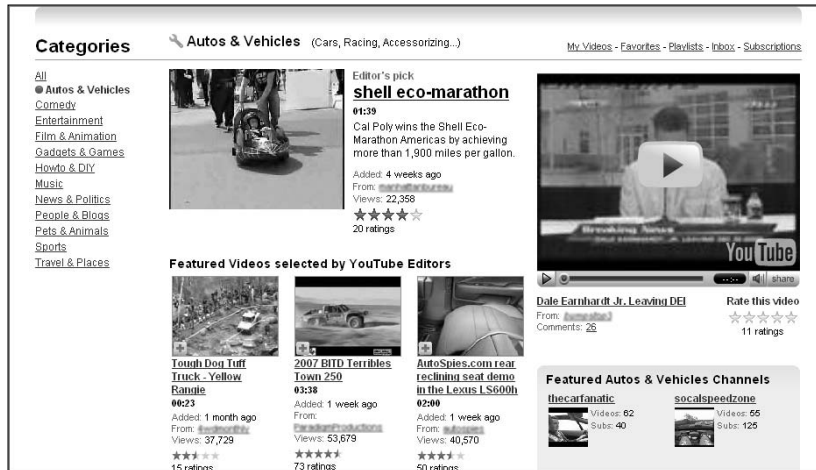 Categories
All
Autos & Vehicles
Comedy
Entertainment
Film & Animation
Gadgets & Games
Howto & DIY
Music
News & Politics
People & Blogs
Pets & Animals
Sports
Travel & Places
Autos & Vehicles (Cars, Racing, Accessorizing...)
My Videos - Favorites - Playlists - Inbox - Subscriptions
Editor's pick
shell eco-marathon
01:39
Cal Poly wins the Shell Eco-
Marathon Americas by achieving
more than 1,900 miles per gallon.
Added: 4 weeks ago
From:
Views: 22,358
20 ratings
Featured Videos selected by YouTube Editors
Tough Dog Tuff
Truck - Yellow
Rangie
00:23
Added: 1 month ago
From:
Views: 37,729
15 ratings
2007 BITD Terribles
Town 250
03:38
Added: 1 week ago
From:
Views: 53,679
73 ratings
AutoSpies.com rear
reclining seat demo
in the Lexus LS600h
02:00
Added: 1 week ago
From:
Views: 40,570
50 ratings
Breaking News
DALE EARNHARDT JR. LEAVING DEI
YouTube
share
Dale Earnhardt Jr. Leaving DEI
From:
Comments: 26
Rate this video
11 ratings
Featured Autos & Vehicles Channels
thecarfanatic
Videos: 62
Subs: 40
socalspeedzone
Videos: 55
Subs: 125